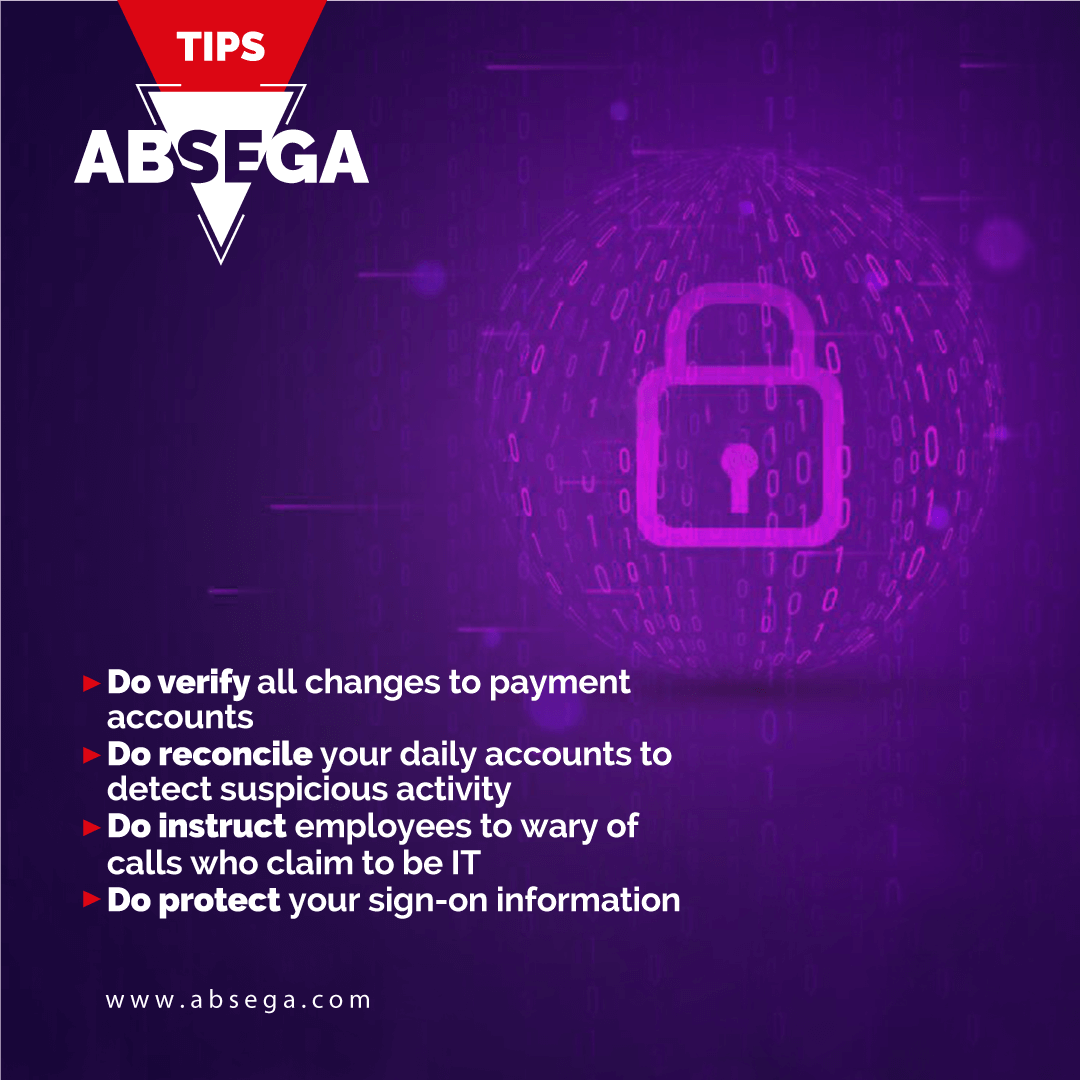 TIPS
ABSEGA
Do verify all changes to payment
accounts
Do reconcile your daily accounts to
detect suspicious activity
Do instruct employees to wary of
calls who claim to be IT
Do protect your sign-on information
www.absega.com